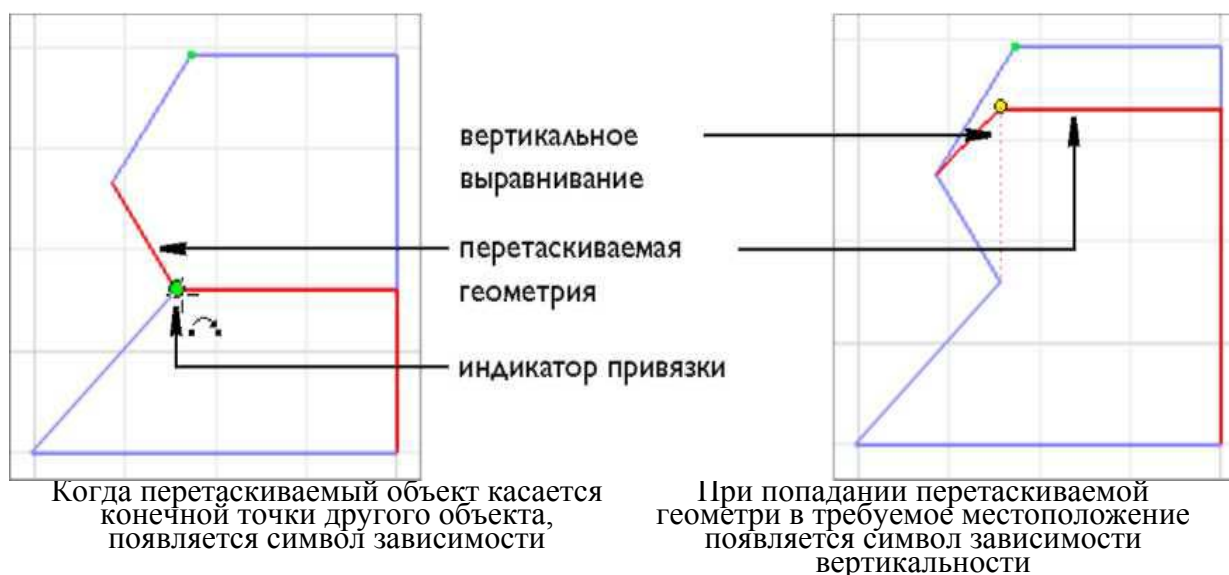 вертикальное
выравнивание
перетаскиваемая
геометрия
индикатор привязки
Когда перетаскиваемый объект касается
конечной точки другого объекта,
появляется символ зависимости
При попадании перетаскиваемой
геометри в требуемое местоположение
появляется символ зависимости
вертикальности